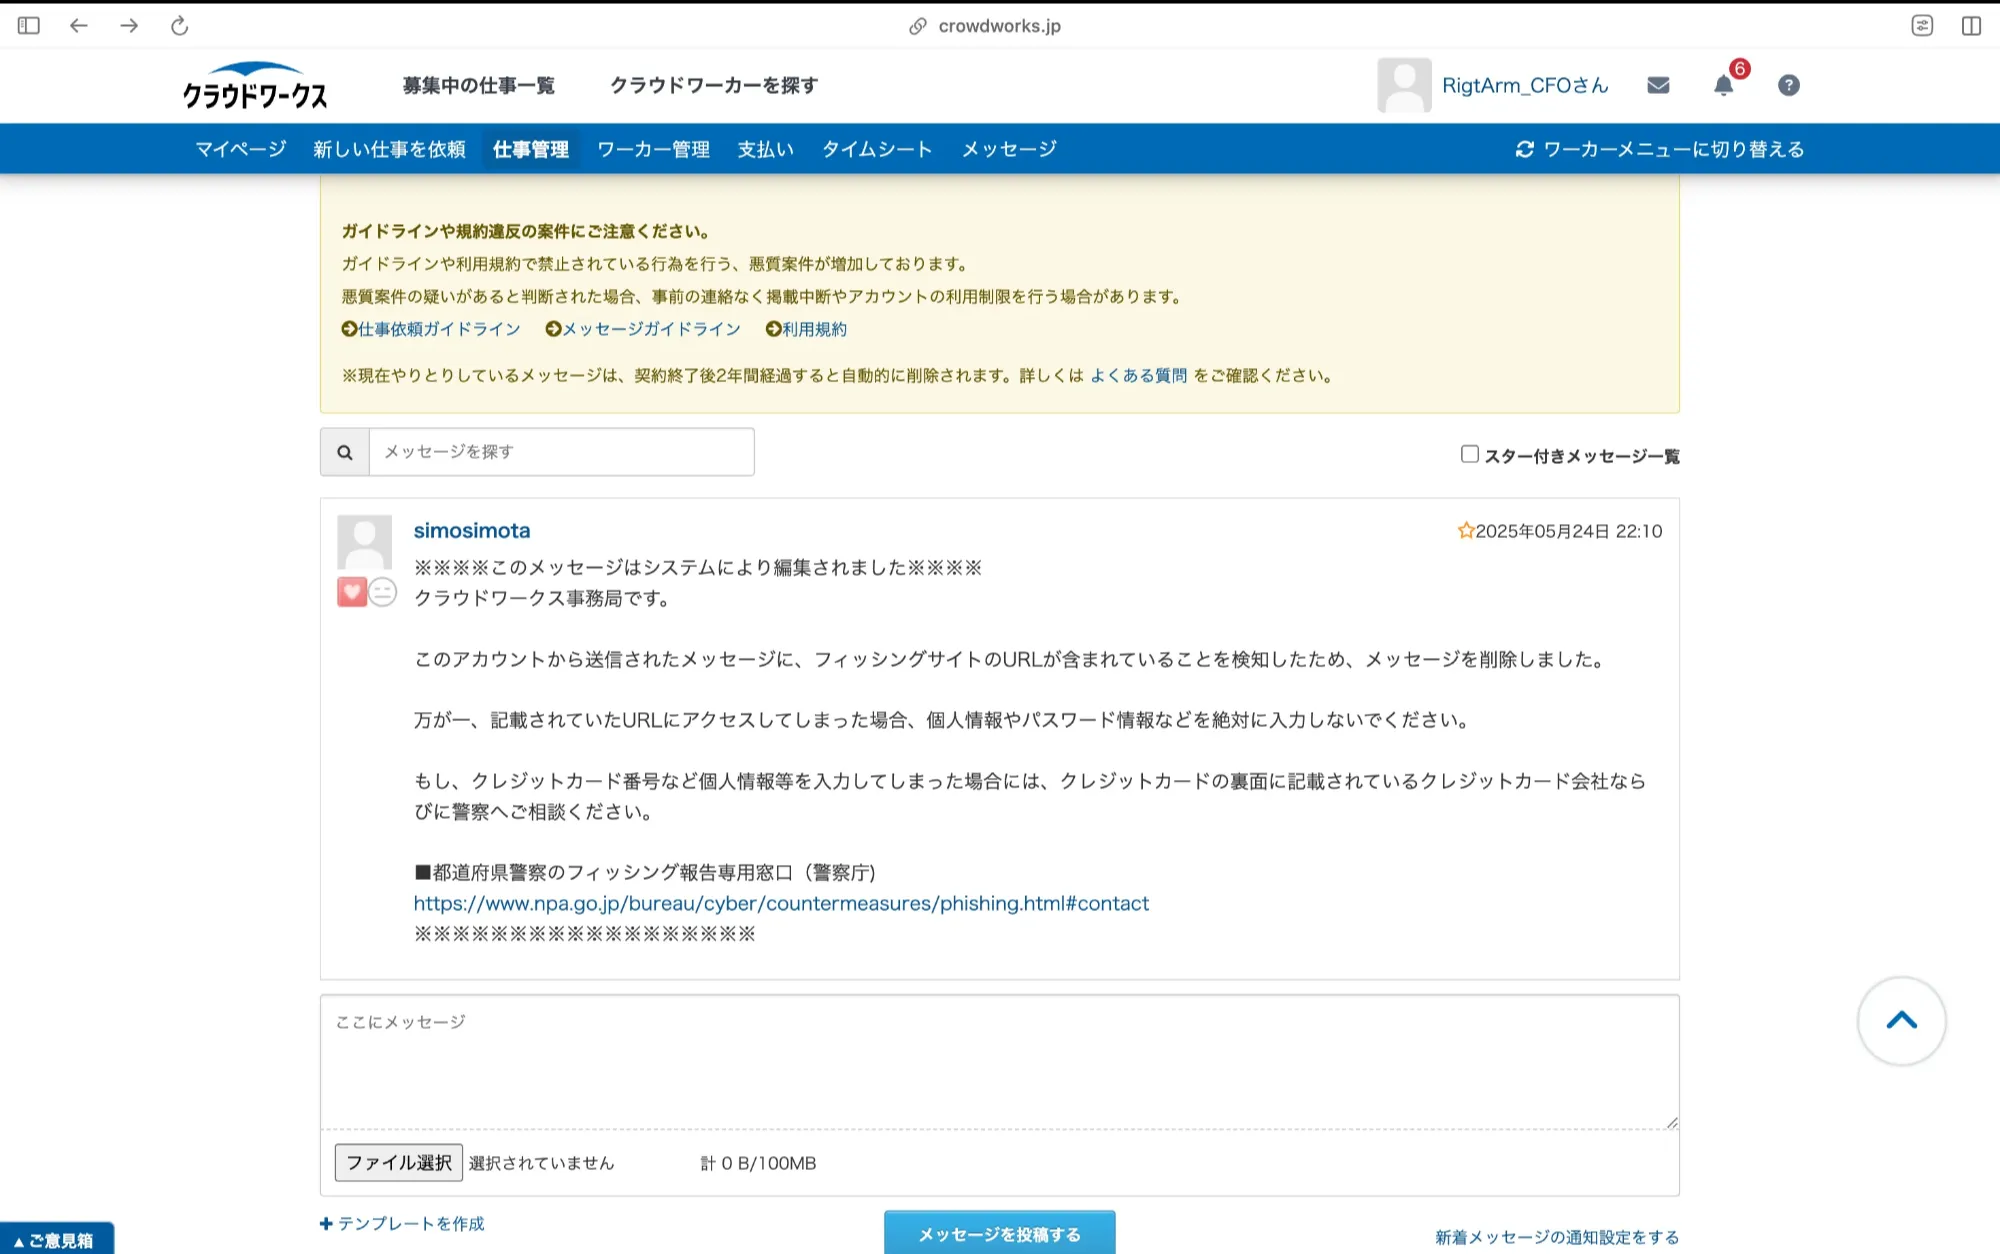 crowdworks.jp
クラウドワークス
募集中の仕事一覧
クラウドワーカーを探す
RigtArm_CFOさん
6
マイページ
新しい仕事を依頼
仕事管理
ワーカー管理
支払い
タイムシート
メッセージ
ワーカーメニューに切り替える
ガイドラインや規約違反の案件にご注意ください。
ガイドラインや利用規約で禁止されている行為を行う、悪質案件が増加しております。
悪質案件の疑いがあると判断された場合、事前の連絡なく掲載中断やアカウントの利用制限を行う場合があります。
仕事依頼ガイドライン メッセージガイドライン 利用規約
※現在やりとりしているメッセージは、契約終了後2年間経過すると自動的に削除されます。詳しくは よくある質問 をご確認ください。
メッセージを探す
スター付きメッセージ一覧
simosimota
2025年05月24日 22:10
※※※※このメッセージはシステムにより編集されました※※※※
クラウドワークス事務局です。
このアカウントから送信されたメッセージに、フィッシングサイトのURLが含まれていることを検知したため、メッセージを削除しました。
万が一、記載されていたURLにアクセスしてしまった場合、個人情報やパスワード情報などを絶対に入力しないでください。
もし、クレジットカード番号など個人情報等を入力してしまった場合には、クレジットカードの裏面に記載されているクレジットカード会社なら
びに警察へご相談ください。
■都道府県警察のフィッシング報告専用窓口（警察庁)
https://www.npa.go.jp/bureau/cyber/countermeasures/phishing.html#contact
※※※※※※※※※※※※※※※※※※
ここにメッセージ
ファイル選択 選択されていません 計 0 B/100MB
テンプレートを作成
メッセージを投稿する
新着メッセージの通知設定をする
▲ご意見箱